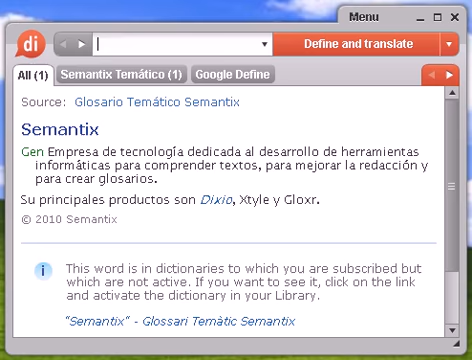 Menu
di
Define and translate
All (1) Semantix Temático (1) Google Define
Source: Glosario Temático Semantix
Semantix
Gen Empresa de tecnología dedicada al desarrollo de herramientas
informáticas para comprender textos, para mejorar la redacción y
para crear glosarios.
Su principales productos son Dixio, Xtyle y Gloxr.
© 2010 Semantix
This word is in dictionaries to which you are subscribed but
which are not active. If you want to see it, click on the link
and activate the dictionary in your Library.
"Semantix" - Glossari Temàtic Semantix